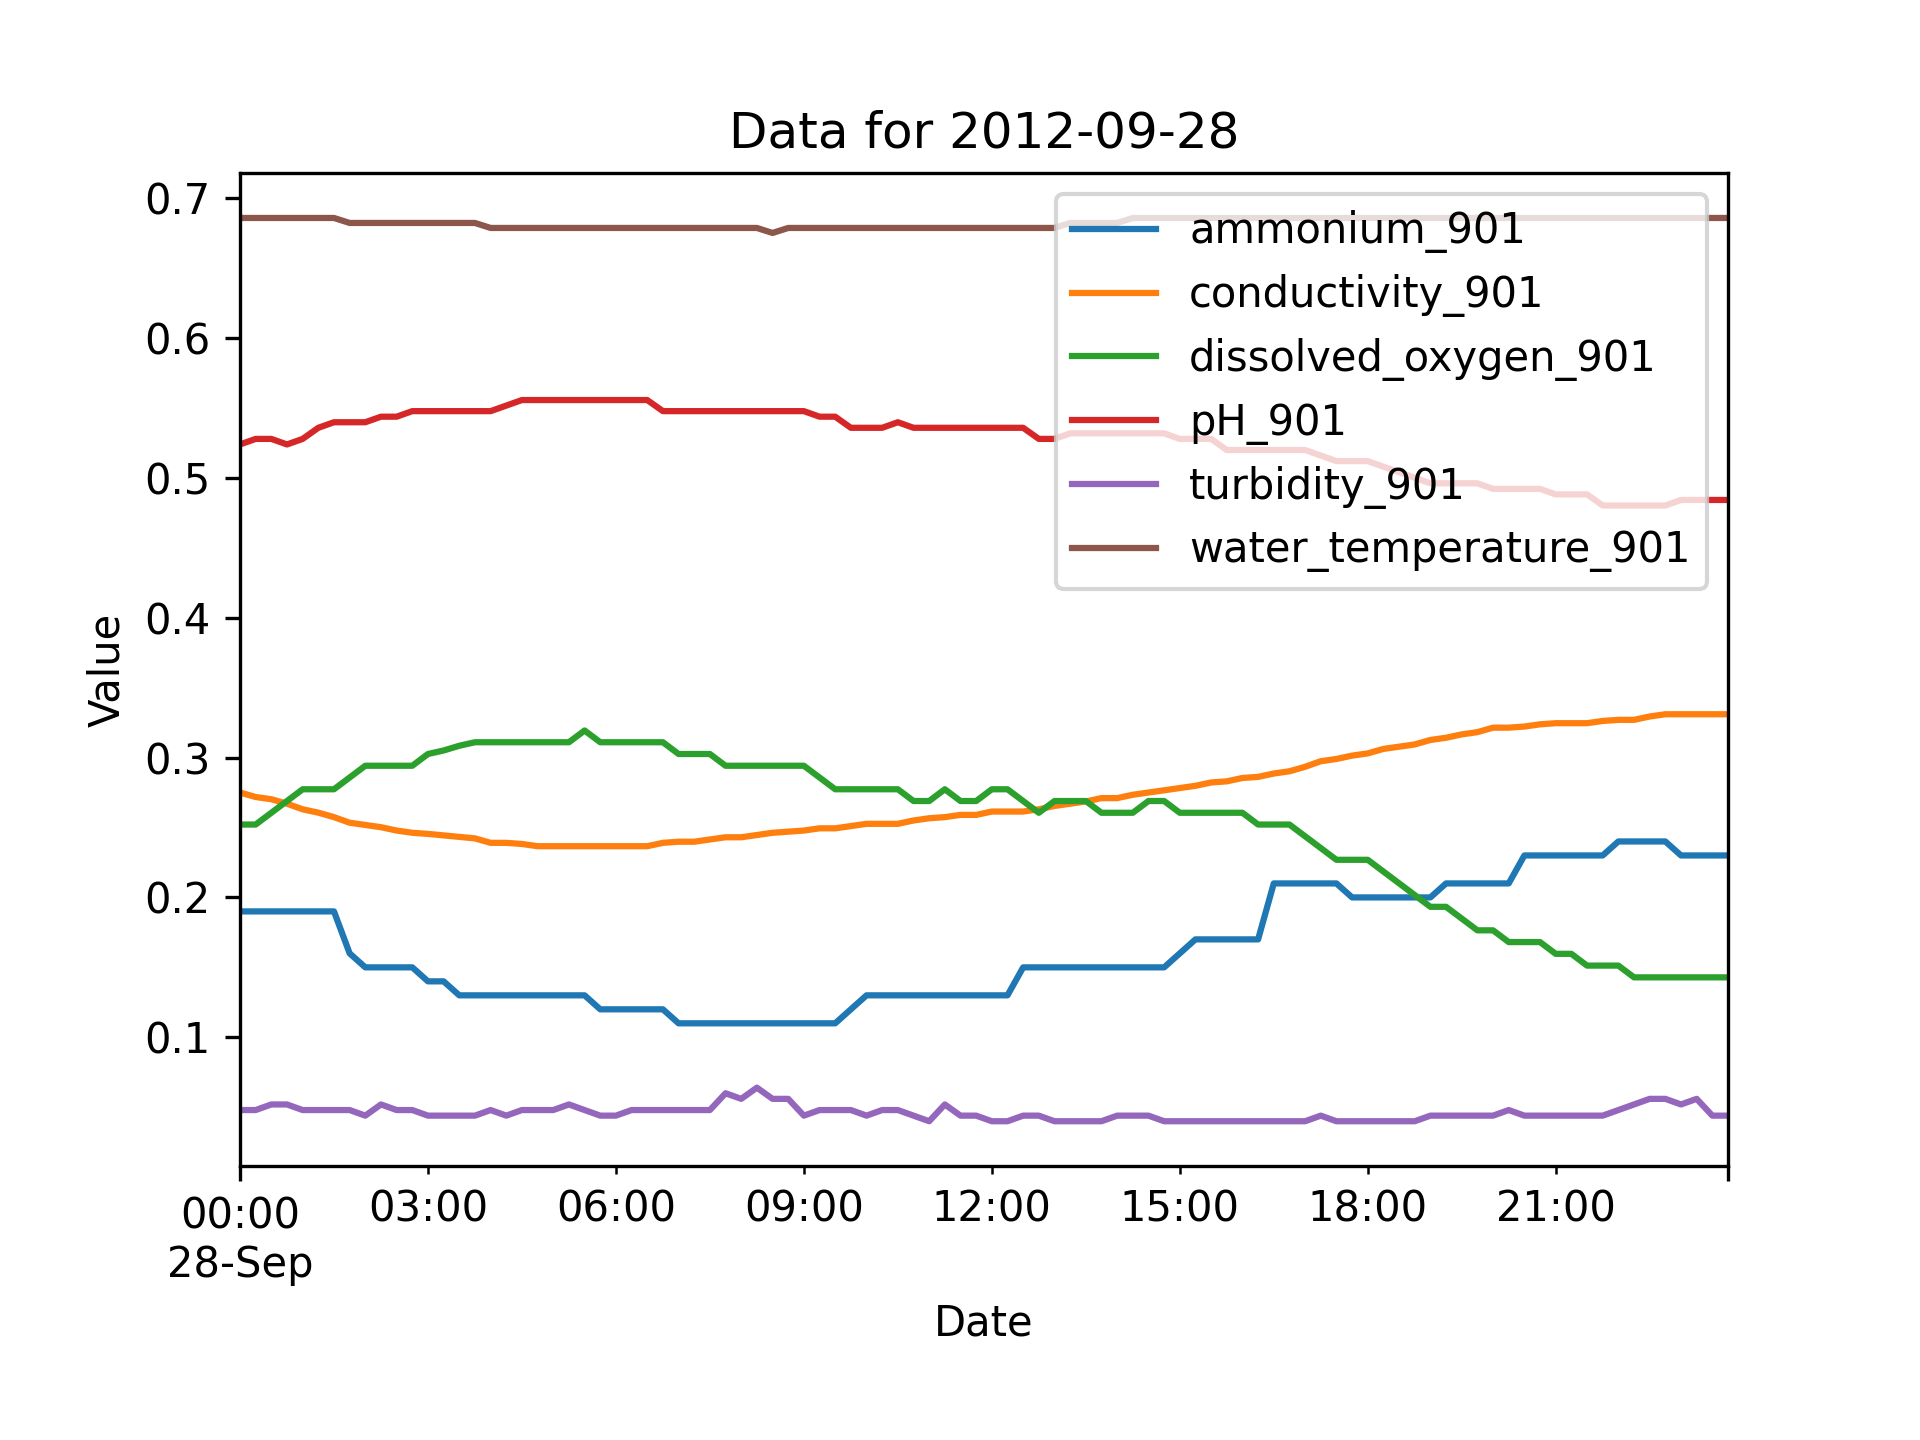 Data for 2012-09-28
0.7
0.6
0.5
0.4
0.3
0.2
0.1
Value
ammonium_901
conductivity_901
dissolved_oxygen_901
pH_901
turbidity_901
water_temperature_901
00:00 03:00 06:00 09:00 12:00 15:00 18:00 21:00
28-Sep
Date